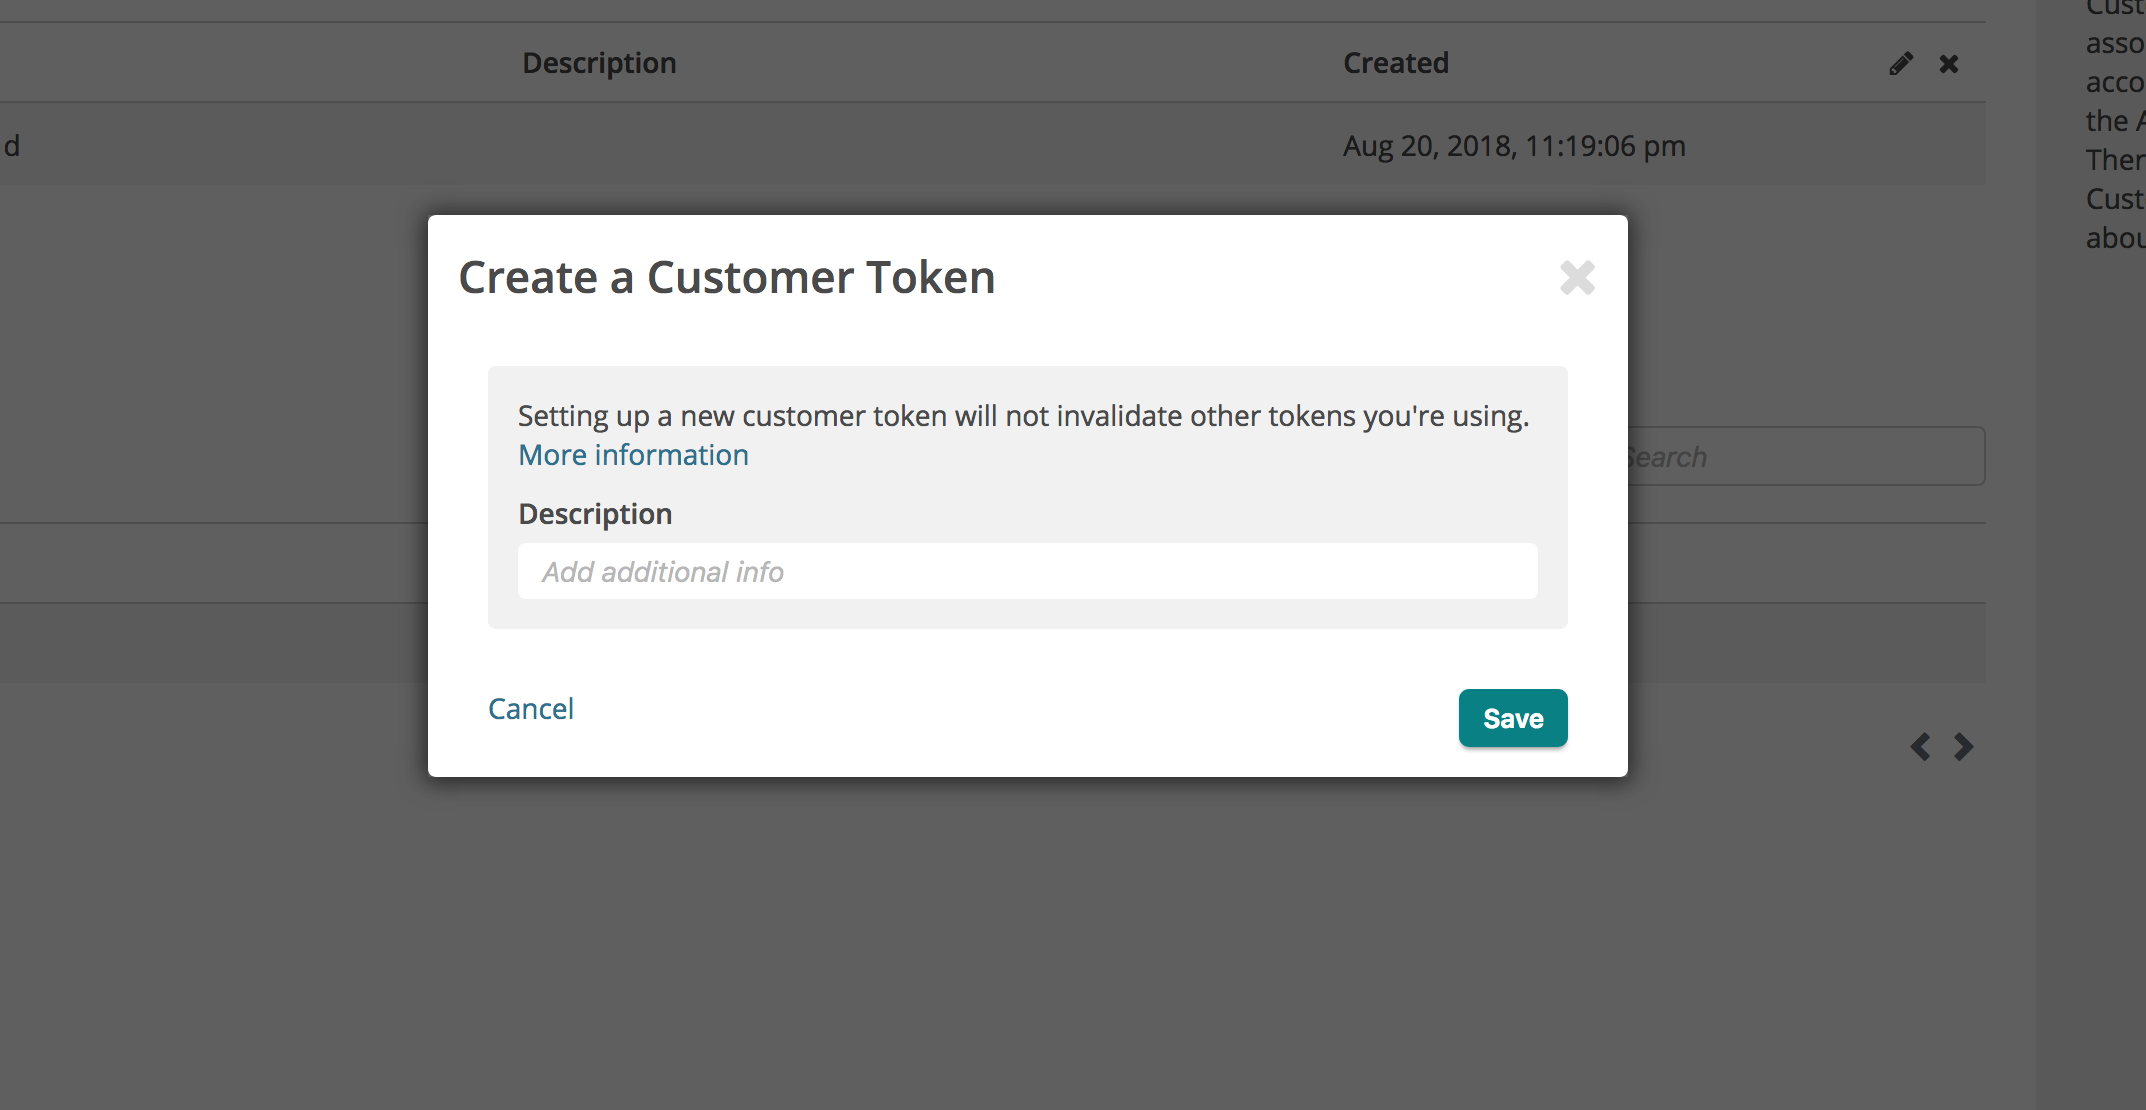 Description Created
d Aug 20, 2018, 11:19:06 pm
Create a Customer Token
Setting up a new customer token will not invalidate other tokens you're using.
More information
Description
Add additional info
Cancel
Save
Search
Cust
asso
acco
the A
Ther
Cust
abou